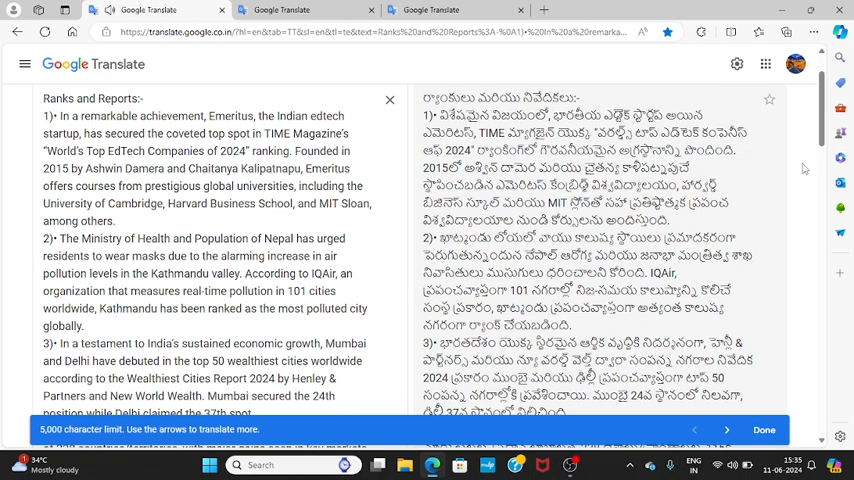 Google Translate
Google Translate
Google Translate
https://translate.google.co.in/?hl=en&tab=TT&sl=en&tl=te&text=Ranks%20and%20Reports%3A-%0A1)•%20In%20a%20remarka...
Google Translate
Ranks and Reports:-
1)• In a remarkable achievement, Emeritus, the Indian edtech
startup, has secured the coveted top spot in TIME Magazine's
"World's Top EdTech Companies of 2024" ranking. Founded in
2015 by Ashwin Damera and Chaitanya Kalipatnapu, Emeritus
offers courses from prestigious global universities, including the
University of Cambridge, Harvard Business School, and MIT Sloan,
among others.
2)• The Ministry of Health and Population of Nepal has urged
residents to wear masks due to the alarming increase in air
pollution levels in the Kathmandu valley. According to IQAir, an
organization that measures real-time pollution in 101 cities
worldwide, Kathmandu has been ranked as the most polluted city
globally.
3)• In a testament to India's sustained economic growth, Mumbai
and Delhi have debuted in the top 50 wealthiest cities worldwide
according to the Wealthiest Cities Report 2024 by Henley &
Partners and New World Wealth. Mumbai secured the 24th
position while Delhi claimed the 37th spot
ర్యాంకులు మరియు నివేదికలు:-
1)• విశేషమైన విజయంలో, భారతీయ ఎడ్టెక్ స్టార్టప్ అయిన
ఎమెరిటస్, TIME మ్యాగజైన్ యొక్క "వరల్డ్స్ టాప్ ఎడ్‌టెక్ కంపెనీస్
ఆఫ్ 2024" ర్యాంకింగ్‌లో గౌరవనీయమైన అగ్రస్థానాన్ని పొందింది.
2015లో అశ్విన్ దామెర మరియు చైతన్య కాళీపట్నపుచే
స్థాపించబడిన ఎమెరిటస్ కేంబ్రిడ్జ్ విశ్వవిద్యాలయం, హార్వర్డ్
బిజినెస్ స్కూల్ మరియు MIT స్లోన్‌తో సహా ప్రతిష్ఠాత్మక ప్రపంచ
విశ్వవిద్యాలయాల నుండి కోర్సులను అందిస్తుంది.
2)• ఖాట్మండు లోయలో వాయు కాలుష్య స్థాయిలు ప్రమాదకరంగా
పెరుగుతున్నందున నేపాల్ ఆరోగ్య మరియు జనాభా మంత్రిత్వ శాఖ
నివాసితులు ముసుగులు ధరించాలని కోరింది. IQAir,
ప్రపంచవ్యాప్తంగా 101 నగరాల్లో నిజ-సమయ కాలుష్యాన్ని కొలిచే
సంస్థ ప్రకారం, ఖాట్మండు ప్రపంచవ్యాప్తంగా అత్యంత కాలుష్య
నగరంగా ర్యాంక్ చేయబడింది.
3)• భారతదేశం యొక్క స్థిరమైన ఆర్థిక వృద్ధికి నిదర్శనంగా, హెన్లీ &
పార్ట్‌నర్స్ మరియు న్యూ వరల్డ్ వెల్త్ ద్వారా సంపన్న నగరాల నివేదిక
2024 ప్రకారం ముంబై మరియు ఢిల్లీ ప్రపంచవ్యాప్తంగా టాప్ 50
సంపన్న నగరాల్లోకి ప్రవేశించాయి. ముంబై 24వ స్థానంలో నిలవగా,
ఢిల్లీ 37వ స్థానంలో నిలిచింది.
5,000 character limit. Use the arrows to translate more.
Done
34°C
Mostly cloudy
Search
ENG
IN
15:35
11-06-2024